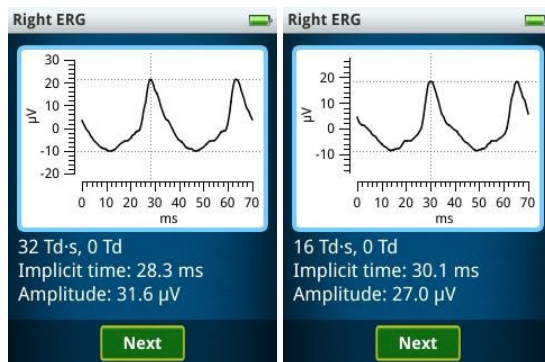 Right ERG
30
20
10
0
-10
-20
µV
0 10 20 30 40 50 60 70
ms
32 Td·s, 0 Td
Implicit time: 28.3 ms
Amplitude: 31.6 µV
Next
Right ERG
20
10
0
-10
µV
0 10 20 30 40 50 60 70
ms
16 Td·s, 0 Td
Implicit time: 30.1 ms
Amplitude: 27.0 µV
Next